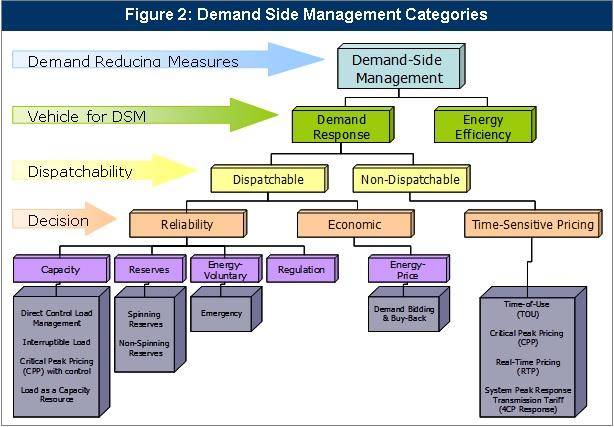 Figure 2: Demand Side Management Categories
Demand Reducing Measures
Demand-Side
Management
Vehicle for DSM
Demand
Response
Energy
Efficiency
Dispatchability
Dispatchable
Non-Dispatchable
Decision
Reliability
Economic
Time-Sensitive Pricing
Capacity
Reserves
Energy-
Voluntary
Regulation
Energy-
Price
Direct Control Load
Management
Interruptible Load
Critical Peak Pricing
(CPP) with control
Load as a Capacity
Resource
Spinning
Reserves
Non-Spinning
Reserves
Emergency
Demand Bidding
& Buy-Back
Time-of-Use
(TOU)
Critical Peak Pricing
(CPP)
Real-Time Pricing
(RTP)
System Peak Response
Transmission Tariff
(4CP Response)